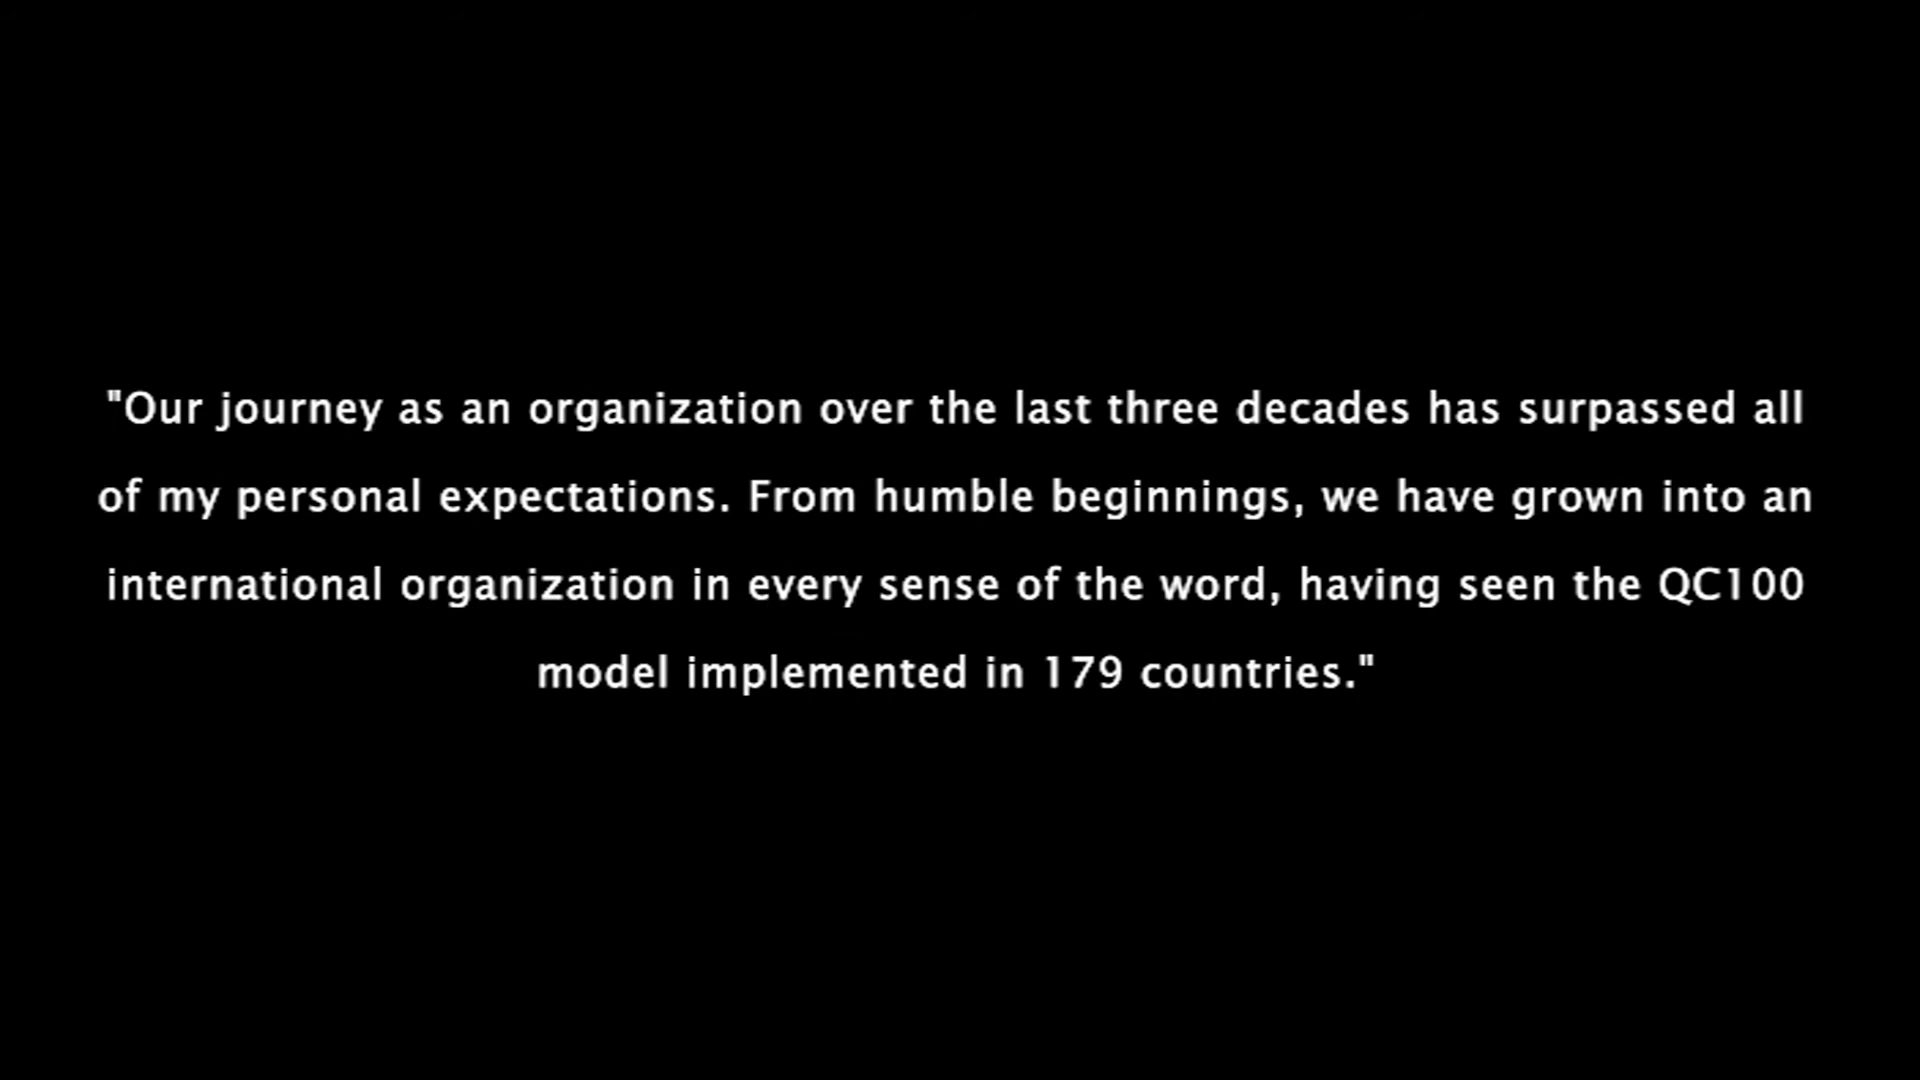 "Our journey as an organization over the last three decades has surpassed all
of my personal expectations. From humble beginnings, we have grown into an
international organization in every sense of the word, having seen the QC100
model implemented in 179 countries."